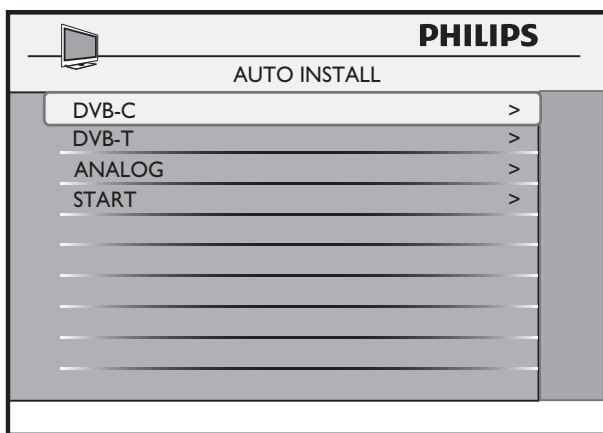 PHILIPS
AUTO INSTALL
DVB-C >
DVB-T >
ANALOG >
START >